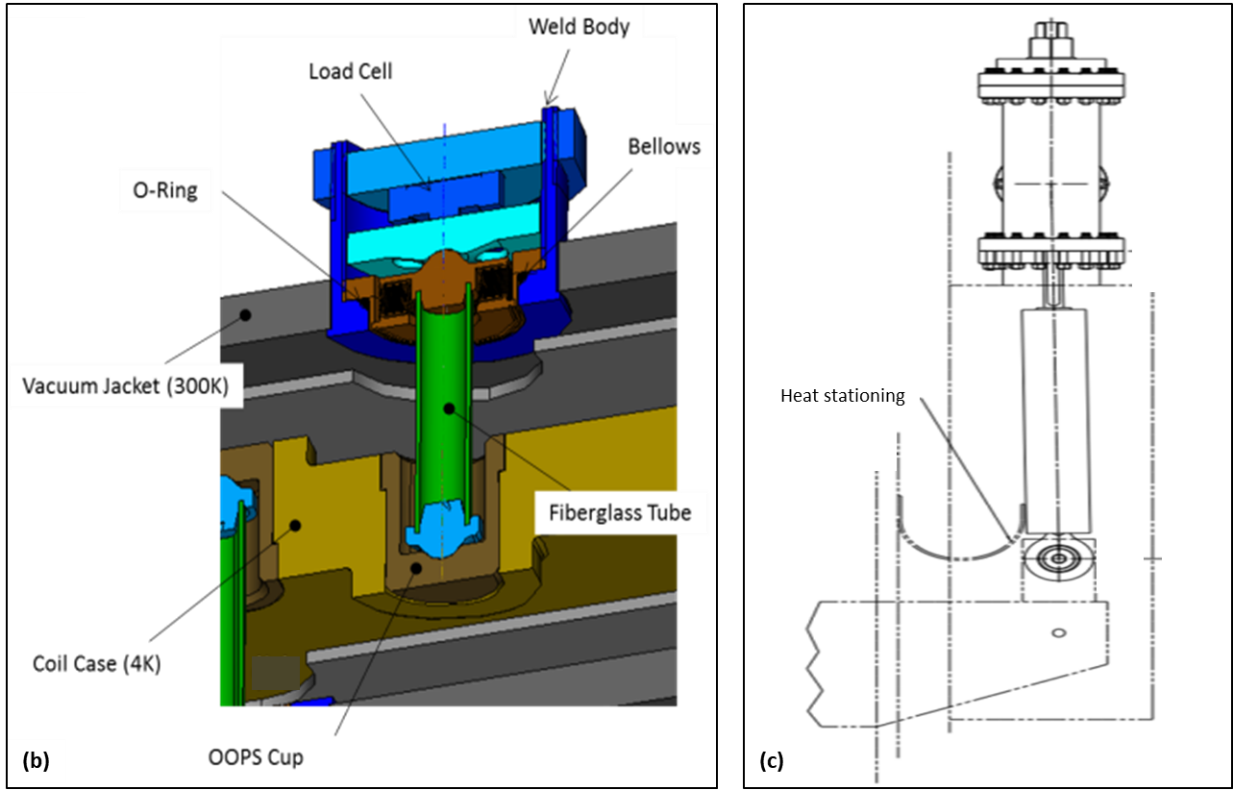 Weld Body
Load Cell
Bellows
O-Ring
Vacuum Jacket (300K)
Fiberglass Tube
Coil Case (4K)
OOPS Cup
(b)
Heat stationing
(c)